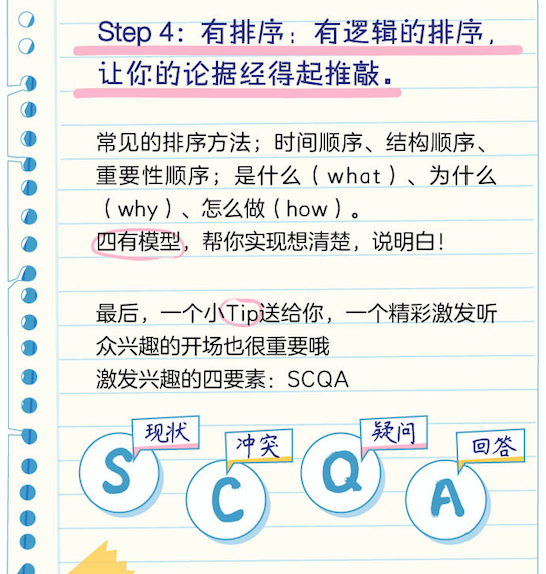 Step 4：有排序：有逻辑的排序，
让你的论据经得起推敲。
常见的排序方法；时间顺序、结构顺序、
重要性顺序；是什么（what）、为什么
（why）、怎么做（how）。
四有模型，帮你实现想清楚，说明白！
最后，一个小Tip送给你，一个精彩激发听
众兴趣的开场也很重要哦
激发兴趣的四要素：SCQA
现状
冲突
疑问
回答
S
C
Q
A